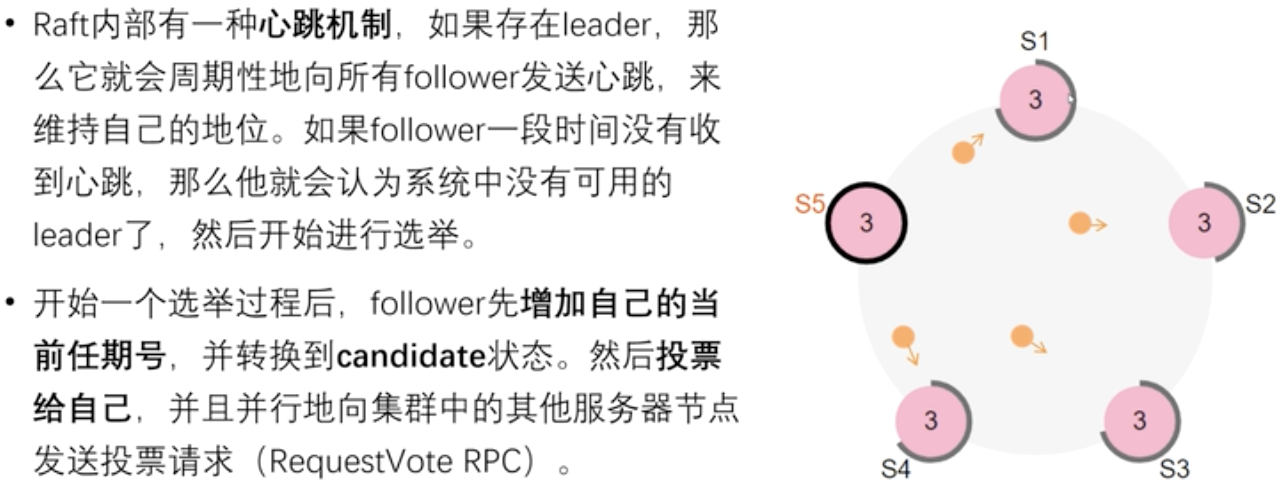 • Raft内部有一种心跳机制，如果存在leader，那
么它就会周期性地向所有follower发送心跳，来
维持自己的地位。如果follower一段时间没有收
到心跳，那么他就会认为系统中没有可用的
leader了，然后开始进行选举。
• 开始一个选举过程后，follower先增加自己的当
前任期号，并转换到candidate状态。然后投票
给自己，并且并行地向集群中的其他服务器节点
发送投票请求（RequestVote RPC）。
S1
3
S5
3
3
S2
3
S4
3
S3